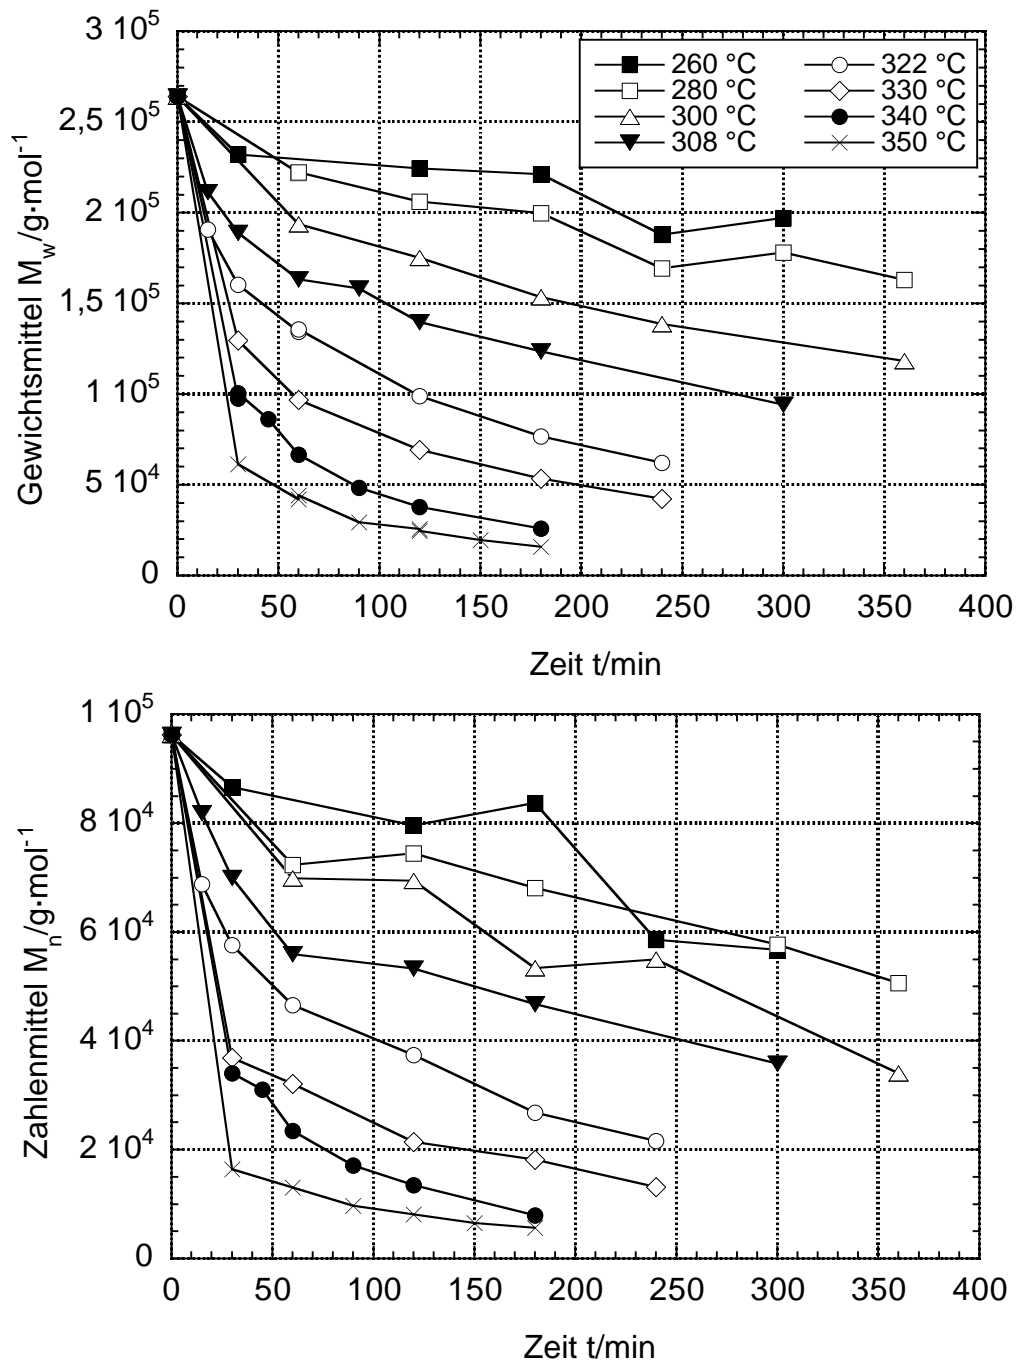 3 10⁵
2,5 10⁵
2 10⁵
1,5 10⁵
1 10⁵
5 10⁴
0
Gewichtsmittel M_w/g·mol⁻¹
260 °C 322 °C
280 °C 330 °C
300 °C 340 °C
308 °C 350 °C
0 50 100 150 200 250 300 350 400
Zeit t/min
1 10⁵
8 10⁴
6 10⁴
4 10⁴
2 10⁴
0
Zahlenmittel M_n/g·mol⁻¹
0 50 100 150 200 250 300 350 400
Zeit t/min